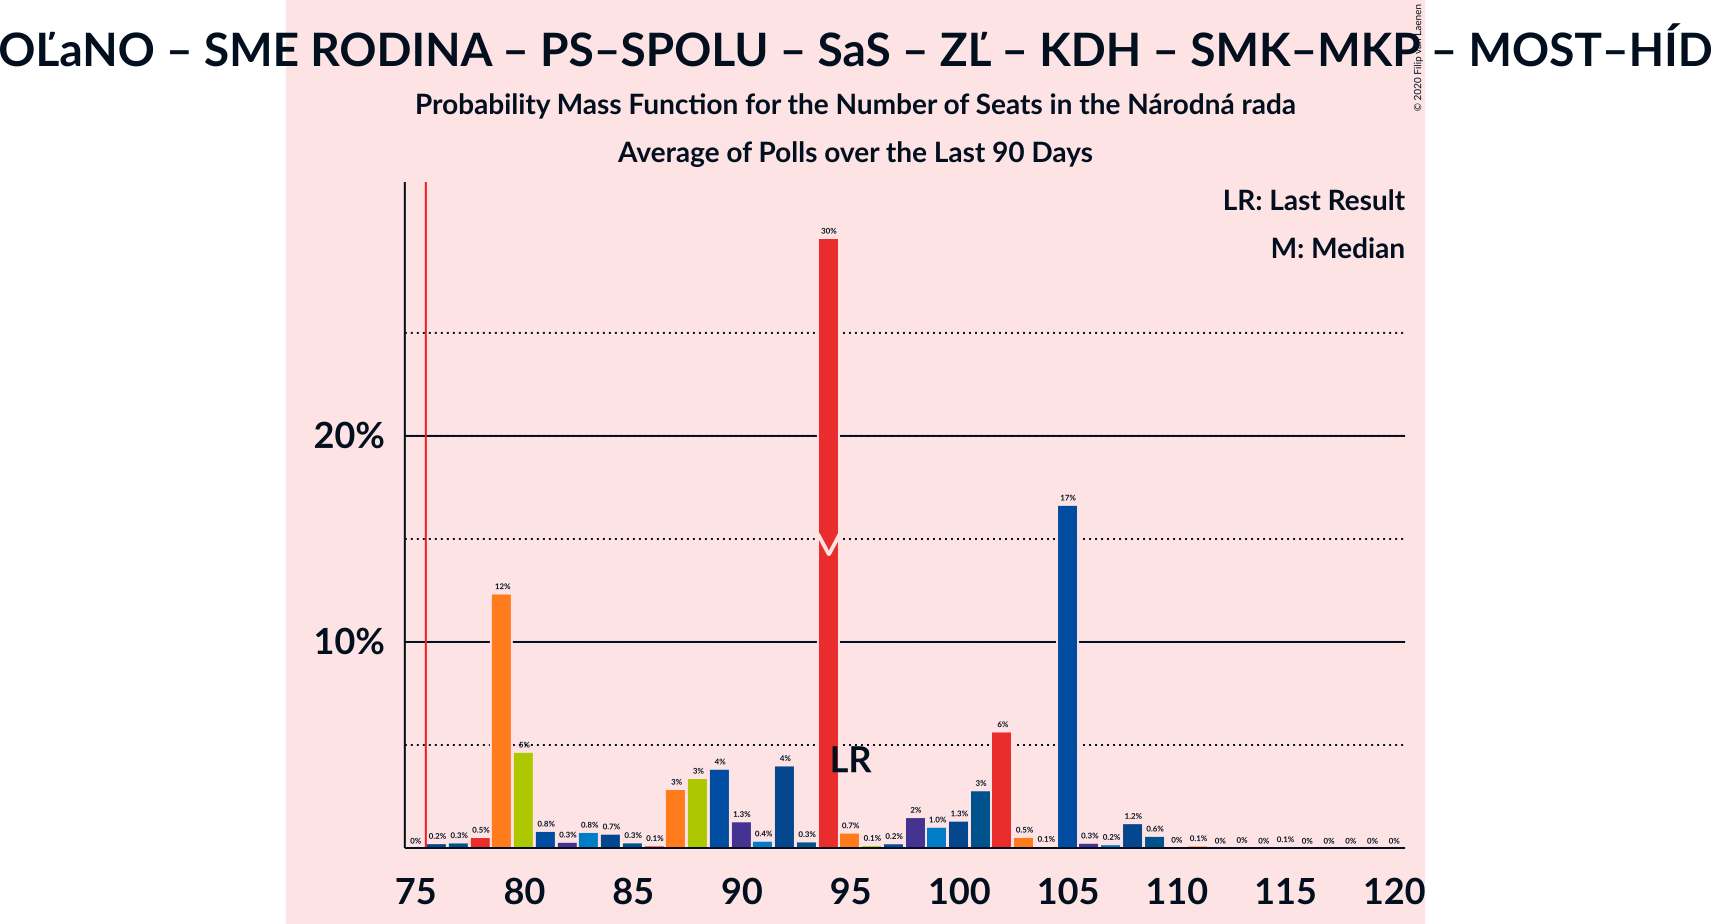 OĽaNO – SME RODINA – PS–SPOLU – SaS – ZĽ – KDH – SMK–MKP – MOST–HÍD
Probability Mass Function for the Number of Seats in the Národná rada
Average of Polls over the Last 90 Days
© 2020 Filip van Laenen
LR: Last Result
M: Median
30%
20%
17%
12%
10%
6%
5%
LR
4% 4%
3% 3% 3%
2%
0% 0.2% 0.3% 0.5% 0.8% 0.3% 0.8% 0.7% 0.3% 0.1% 1.3% 0.4% 0.3% 0.7% 0.1% 0.2% 1.0% 1.3% 0.5% 0.1% 0.3% 0.2% 1.2% 0.6% 0% 0.1% 0% 0% 0% 0.1% 0% 0% 0% 0% 0%
75 80 85 90 95 100 105 110 115 120